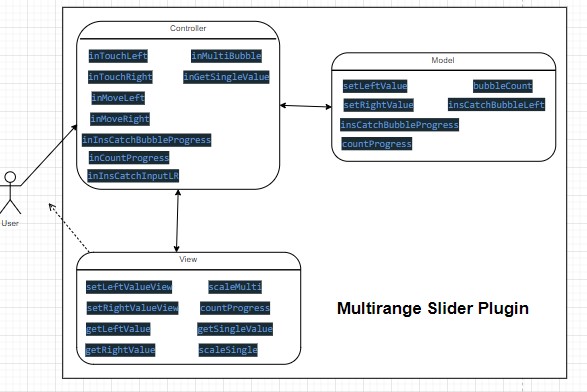 Controller
inTouchLeft inMultiBubble
inTouchRight inGetSingleValue
inMoveLeft
inMoveRight
inInsCatchBubbleProgress
inCountProgress
inInsCatchInputLR
Model
setLeftValue bubbleCount
setRightValue insCatchBubbleLeft
insCatchBubbleProgress
countProgress
User
View
setLeftValueView scaleMulti
setRightValueView countProgress
getLeftValue getSingleValue
getRightValue scaleSingle
Multirange Slider Plugin